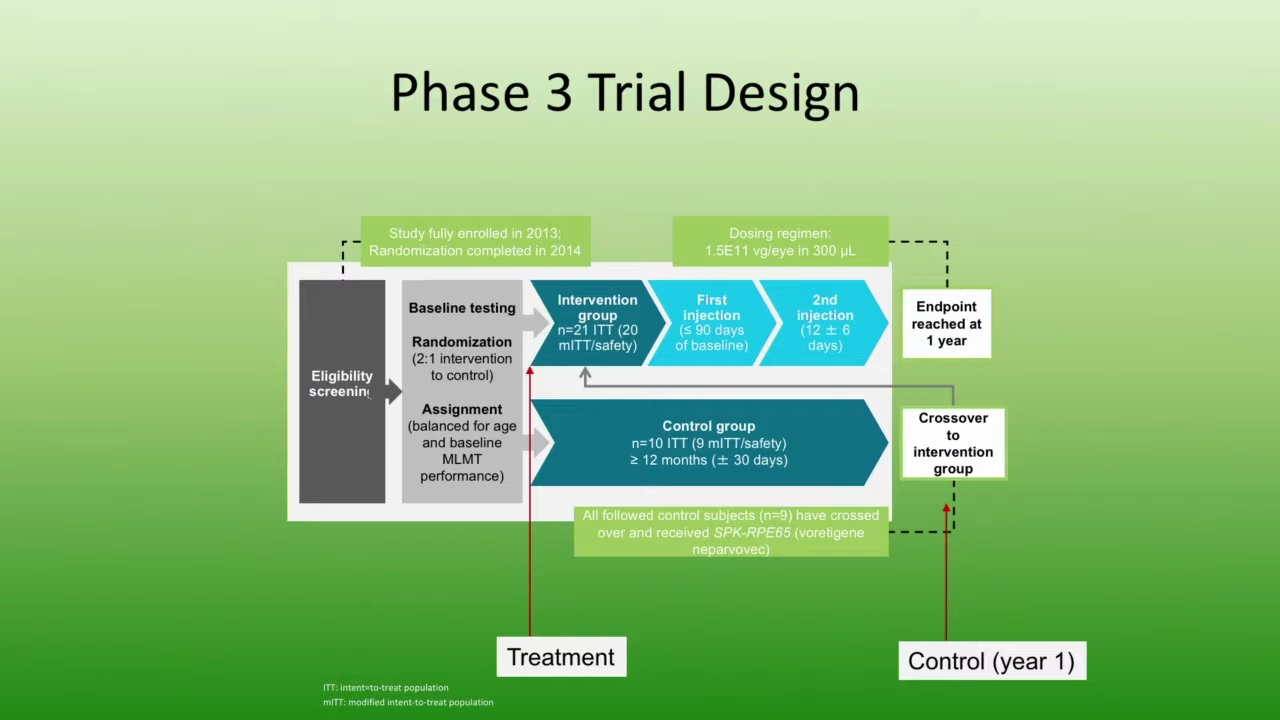 Phase 3 Trial Design
Study fully enrolled in 2013;
Randomization completed in 2014
Dosing regimen:
1.5E11 vg/eye in 300 µL
Eligibility
screening
Baseline testing
Randomization
(2:1 intervention
to control)
Assignment
(balanced for age
and baseline
MLMT
performance)
Intervention
group
n=21 ITT (20
mITT/safety)
First
injection
(≤ 90 days
of baseline)
2nd
injection
(12 ± 6
days)
Endpoint
reached at
1 year
Control group
n=10 ITT (9 mITT/safety)
≥ 12 months (± 30 days)
Crossover
to
intervention
group
All followed control subjects (n=9) have crossed
over and received SPK-RPE65 (voretigene
neparvovec)
Treatment
Control (year 1)
ITT: intent=to-treat population
mITT: modified intent-to-treat population